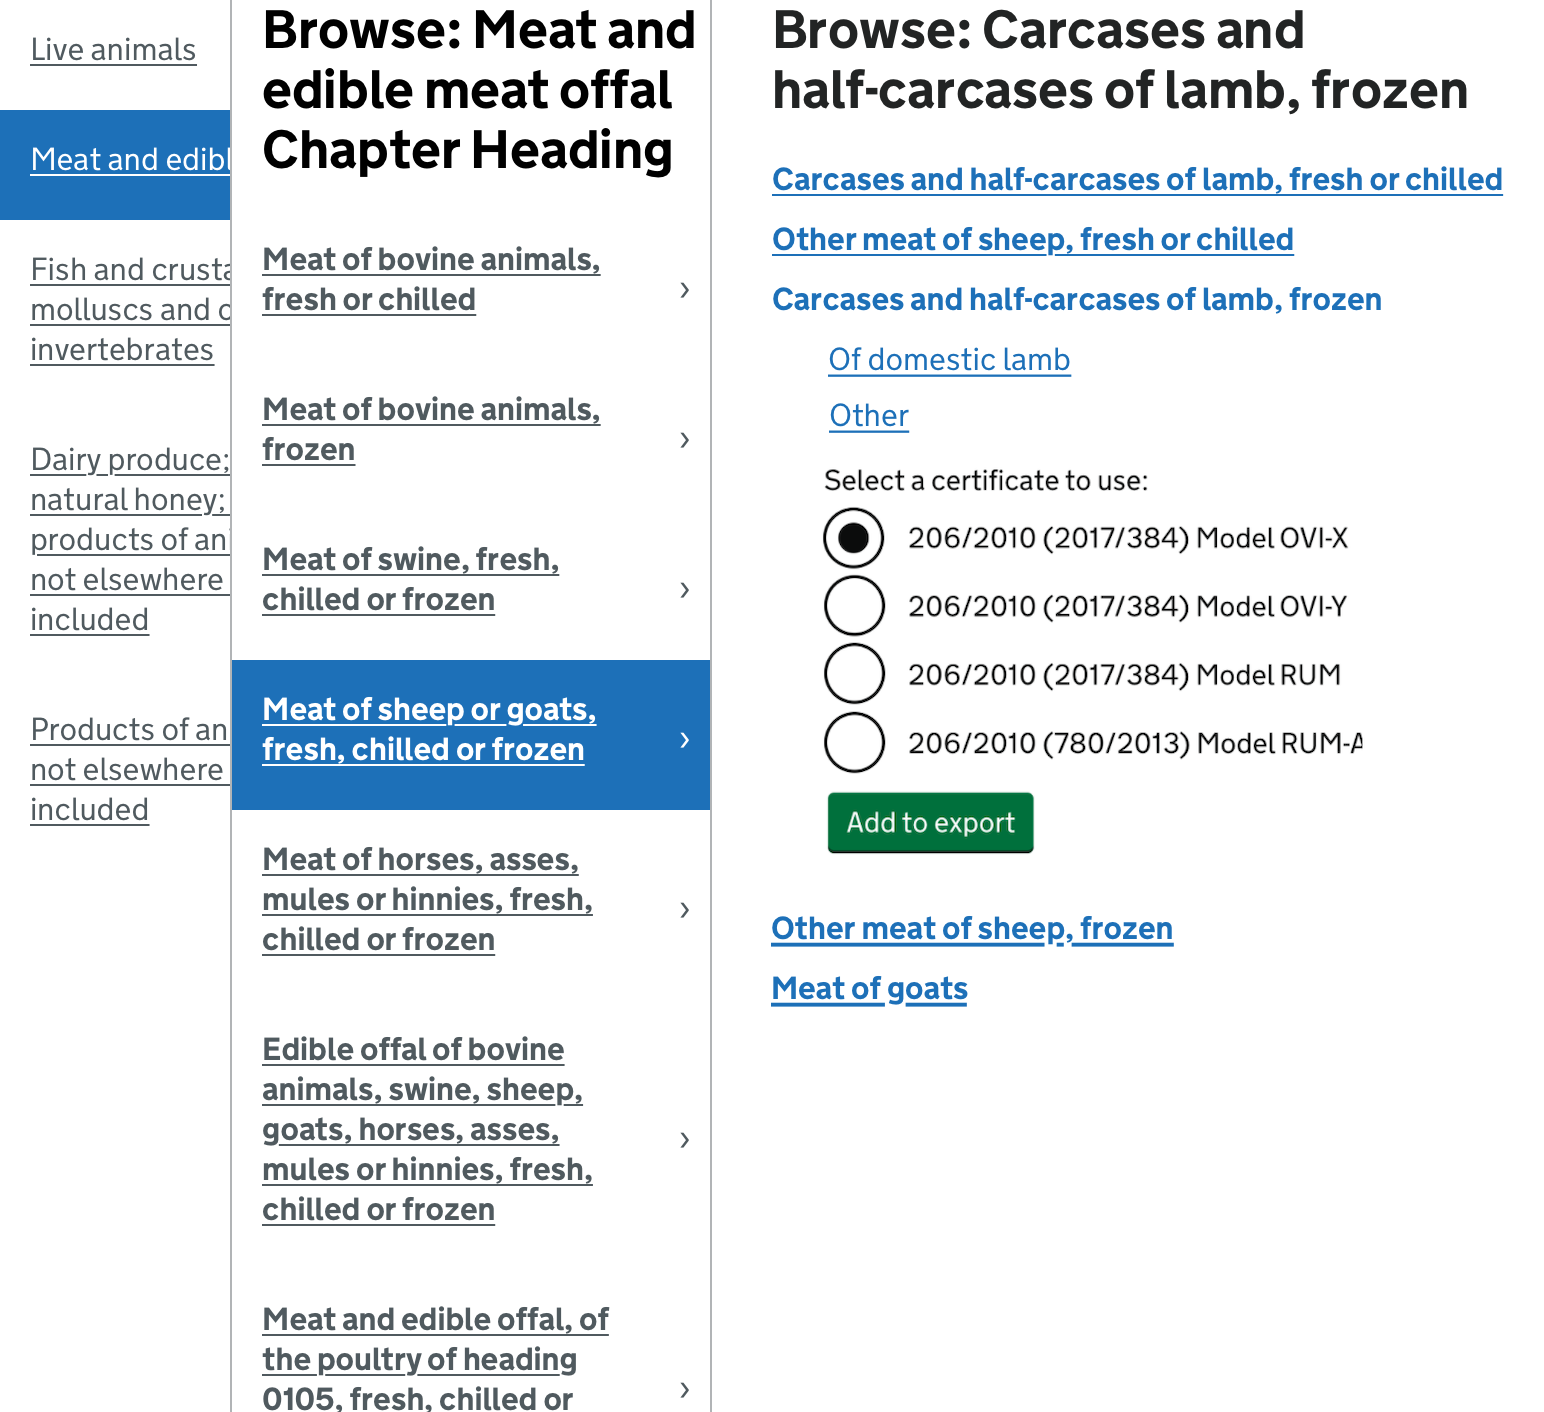 Live animals
Meat and edibl
Fish and crusta
molluscs and c
invertebrates
Dairy produce;
natural honey;
products of an
not elsewhere
included
Products of an
not elsewhere
included
Browse: Meat and
edible meat offal
Chapter Heading
Meat of bovine animals,
fresh or chilled
›
Meat of bovine animals,
frozen
›
Meat of swine, fresh,
chilled or frozen
›
Meat of sheep or goats,
fresh, chilled or frozen
›
Meat of horses, asses,
mules or hinnies, fresh,
chilled or frozen
›
Edible offal of bovine
animals, swine, sheep,
goats, horses, asses,
mules or hinnies, fresh,
chilled or frozen
›
Meat and edible offal, of
the poultry of heading
0105, fresh, chilled or
›
Browse: Carcases and
half-carcases of lamb, frozen
Carcases and half-carcases of lamb, fresh or chilled
Other meat of sheep, fresh or chilled
Carcases and half-carcases of lamb, frozen
Of domestic lamb
Other
Select a certificate to use:
206/2010 (2017/384) Model OVI-X
206/2010 (2017/384) Model OVI-Y
206/2010 (2017/384) Model RUM
206/2010 (780/2013) Model RUM-A
Add to export
Other meat of sheep, frozen
Meat of goats